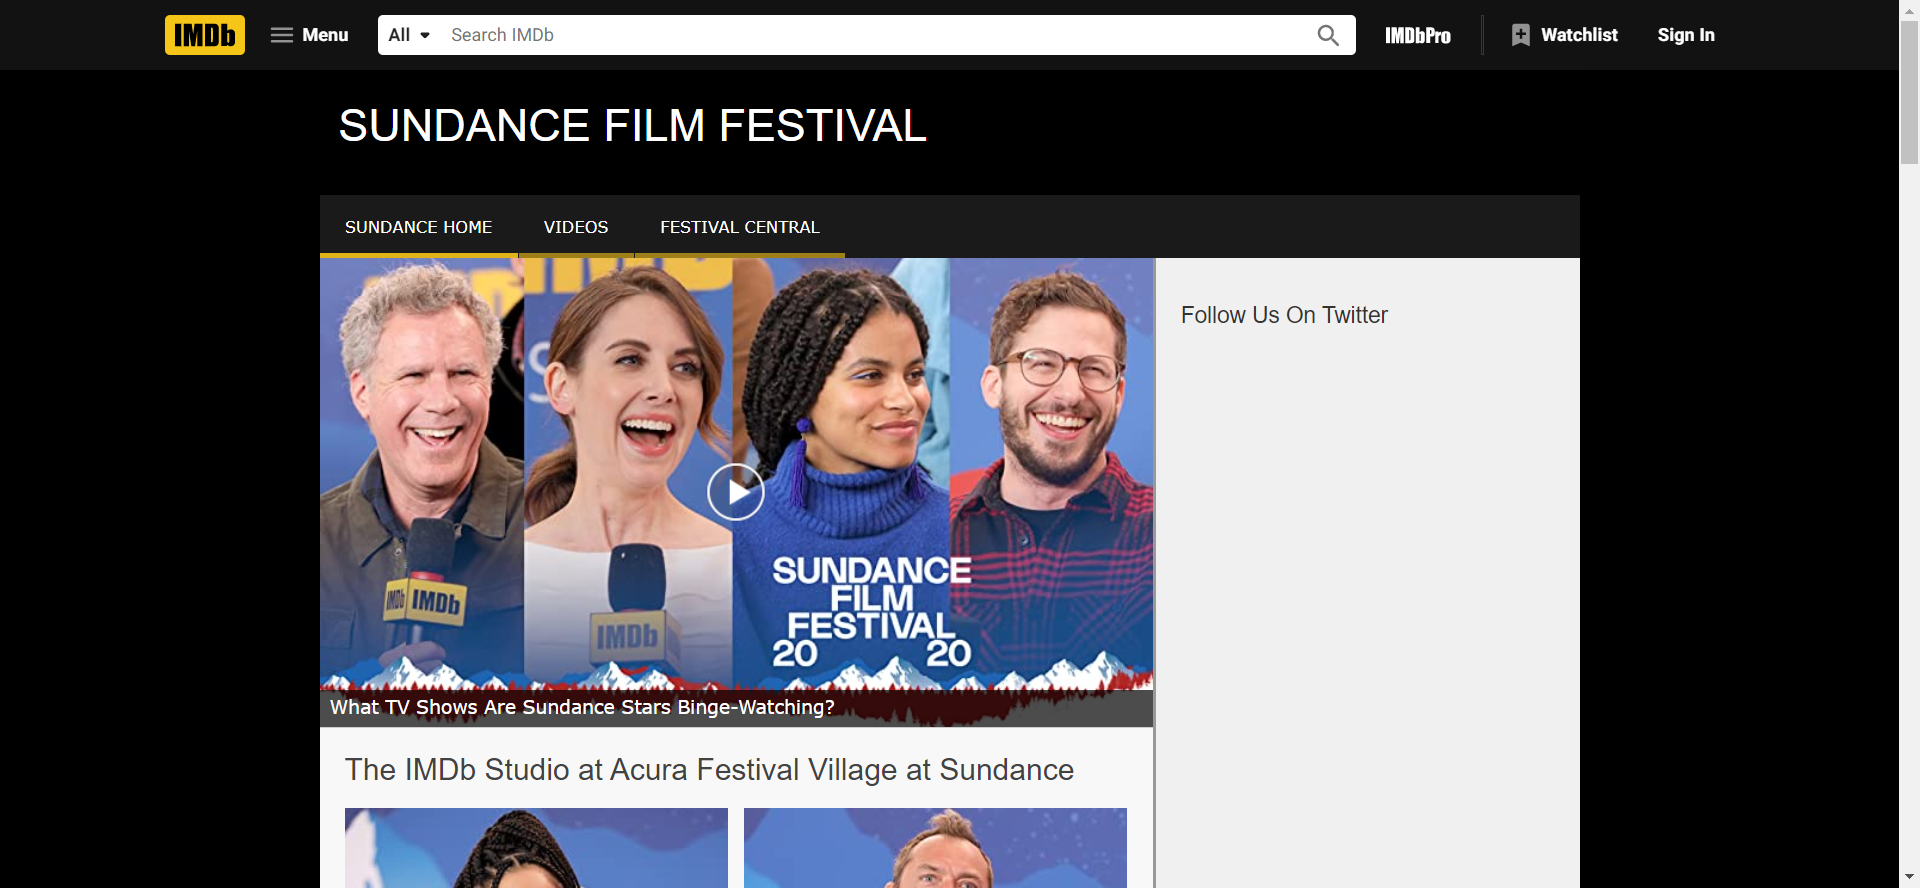 IMDb Menu All Search IMDb IMDbPro Watchlist Sign In
SUNDANCE FILM FESTIVAL
SUNDANCE HOME VIDEOS FESTIVAL CENTRAL
Follow Us On Twitter
IMDb IMDb
IMDb
SUNDANCE
FILM
FESTIVAL
20 20
What TV Shows Are Sundance Stars Binge-Watching?
The IMDb Studio at Acura Festival Village at Sundance